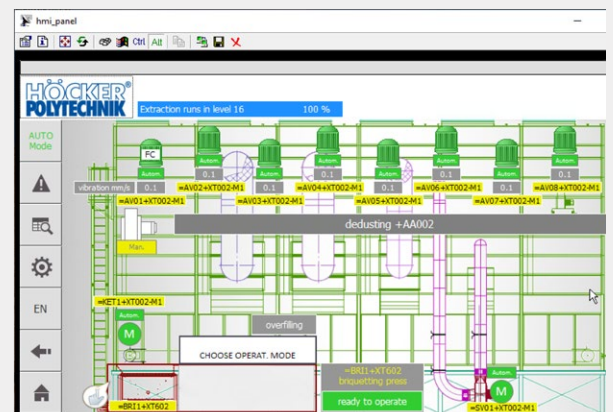 hmi_panel
Ctrl Alt
HÖCKER®
POLYTECHNIK
Extraction runs in level 16 100 %
AUTO
Mode
FC
Autom. Autom. Autom. Autom. Autom. Autom. Autom. Autom.
vibration mm/s 0.1 0.1 0.1 0.1 0.1 0.1 0.1 0.1
=AV02+XT002-M1 =AV04+XT002-M1 =AV06+XT002-M1 =AV08+XT002-M1
=AV01+XT002-M1 =AV03+XT002-M1 =AV05+XT002-M1 =AV07+XT002-M1
dedusting +AA002
Man.
EN
=KET1+XT002-M1
Autom.
M
overfilling
CHOOSE OPERAT. MODE
=BRI1+XT602
briquetting press
ready to operate
Autom.
M
=BRI1+XT602
=SV01+XT002-M1